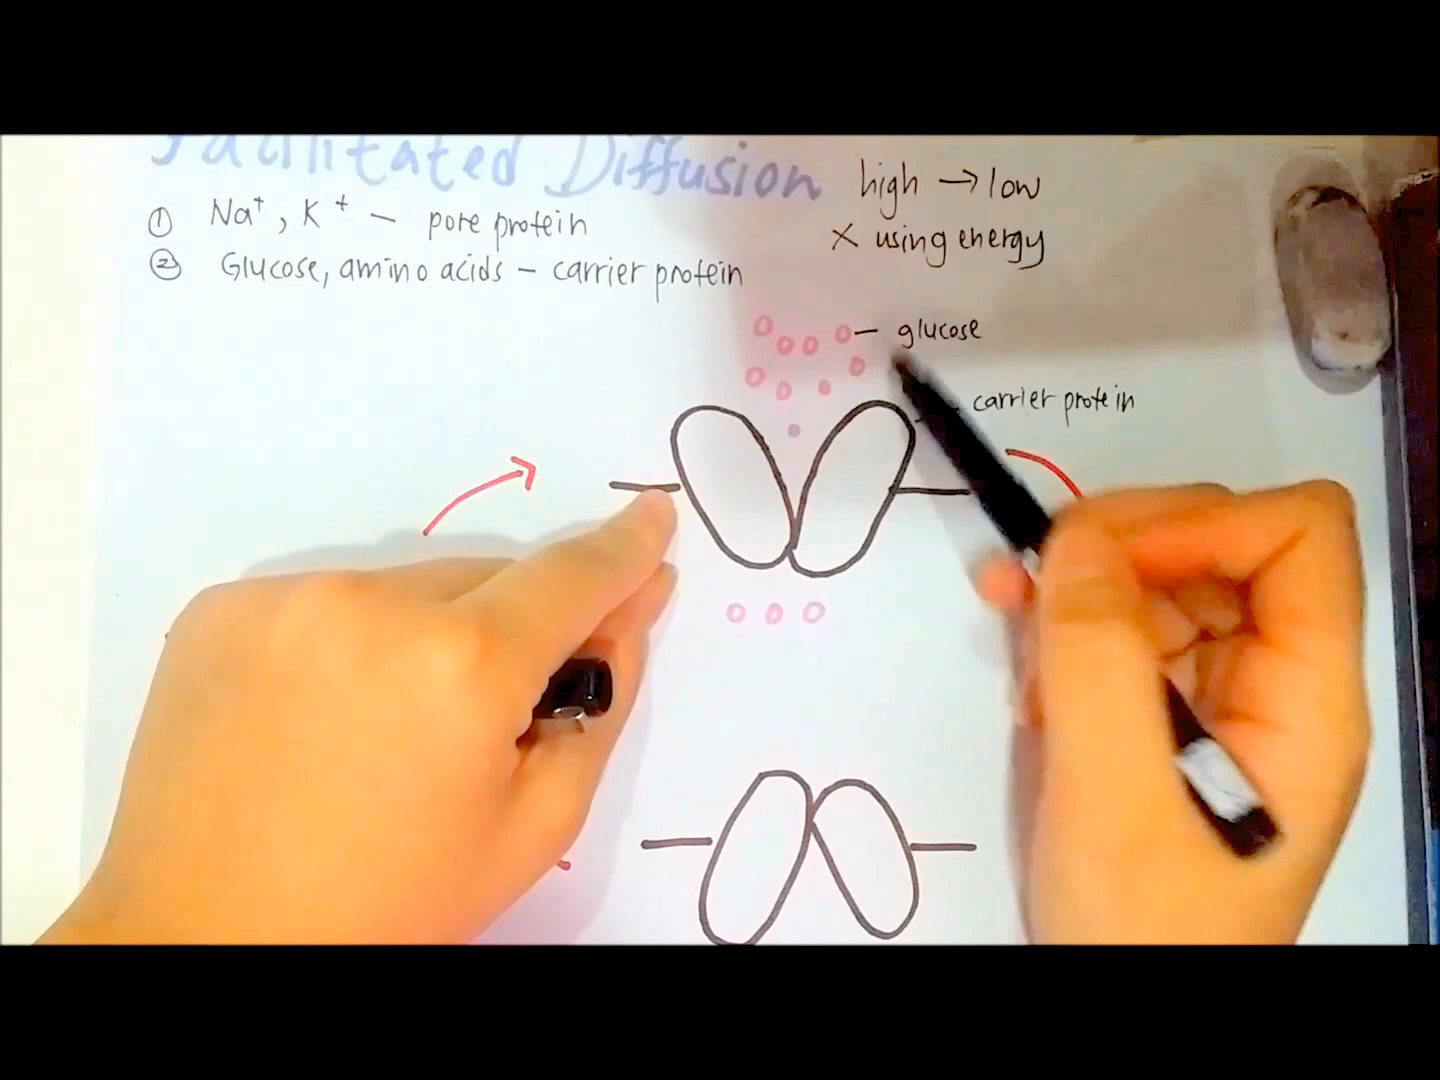 Facilitated Diffusion
high → low
① Na⁺, K⁺ – pore protein
× using energy
② Glucose, amino acids – carrier protein
glucose
carrier protein